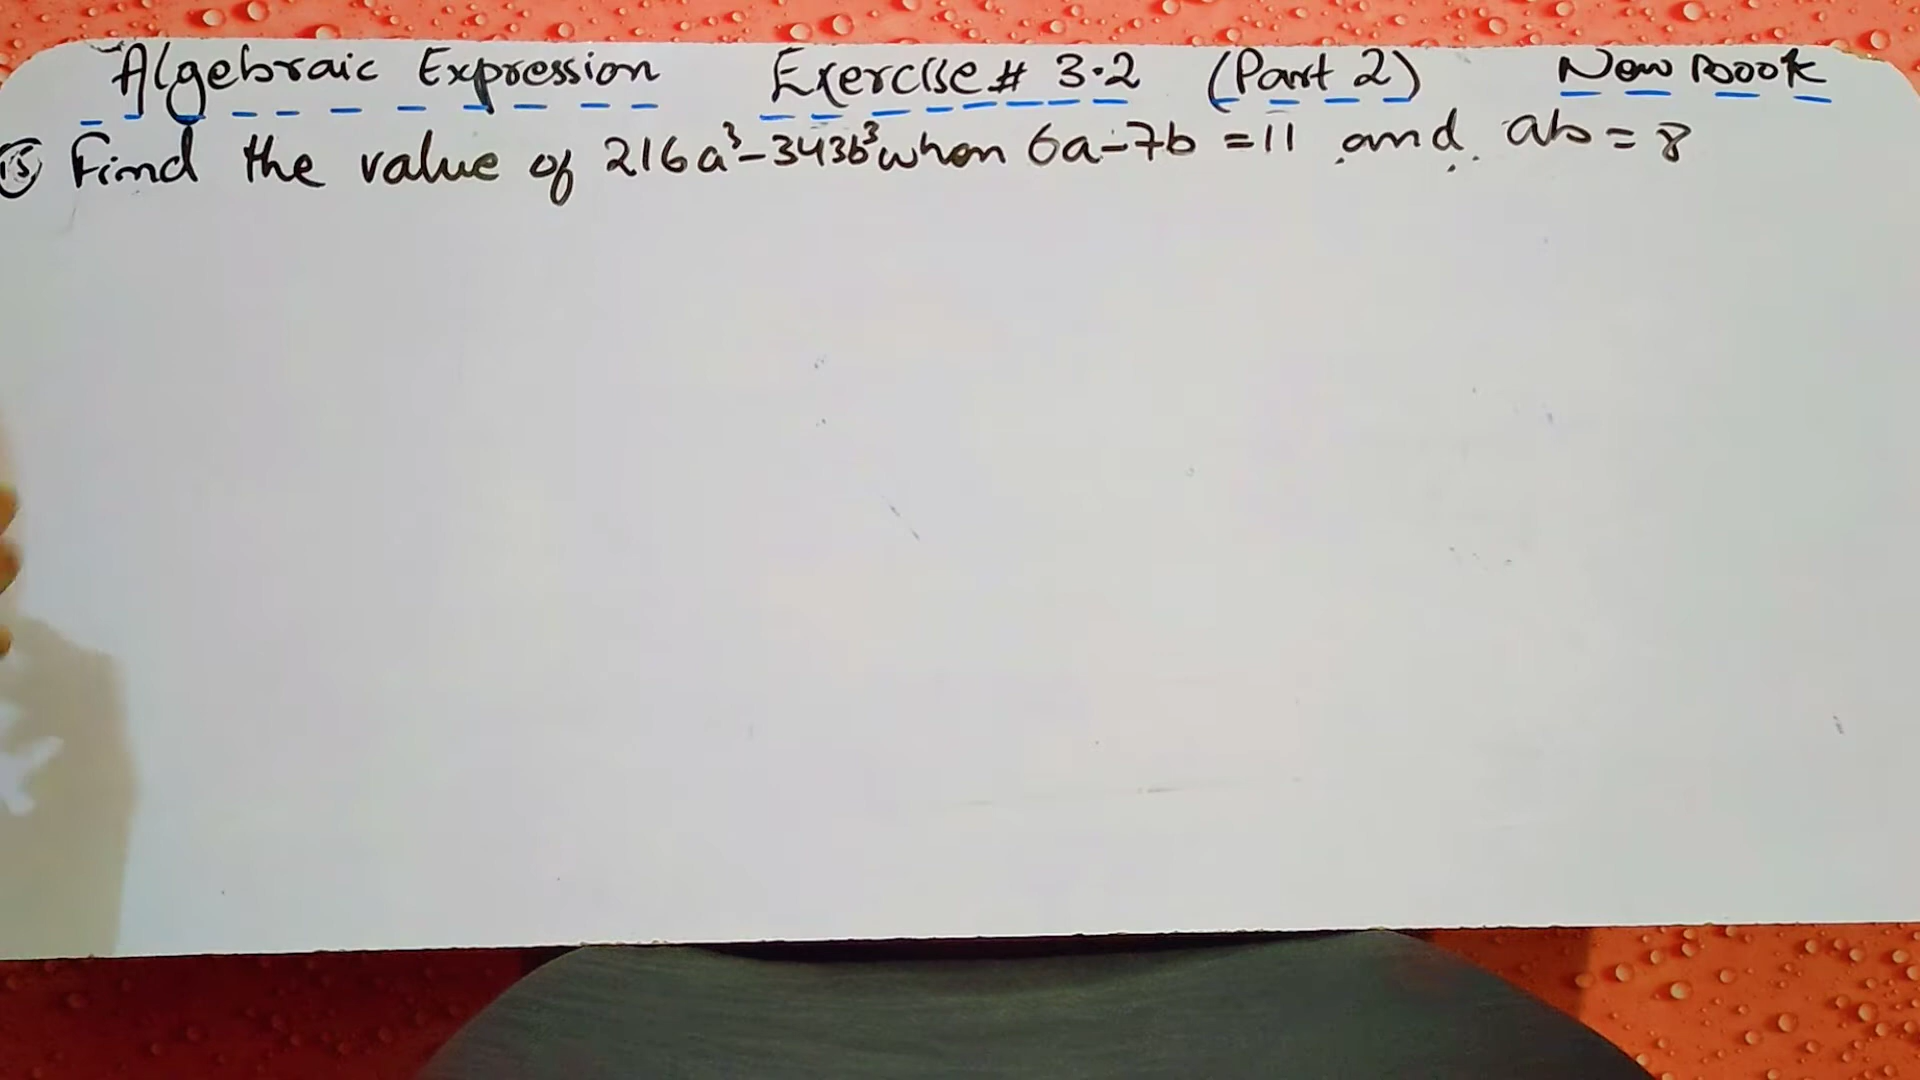 Algebraic Expression Exercise # 3.2 (Part 2) New Book
15 Find the value of 216a³-343b³ when 6a-7b = 11 and ab = 8